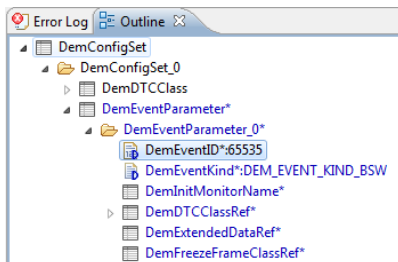 Error Log Outline
DemConfigSet
DemConfigSet_0
DemDTCClass
DemEventParameter*
DemEventParameter_0*
DemEventID*:65535
DemEventKind*:DEM_EVENT_KIND_BSW
DemInitMonitorName*
DemDTCClassRef*
DemExtendedDataRef*
DemFreezeFrameClassRef*